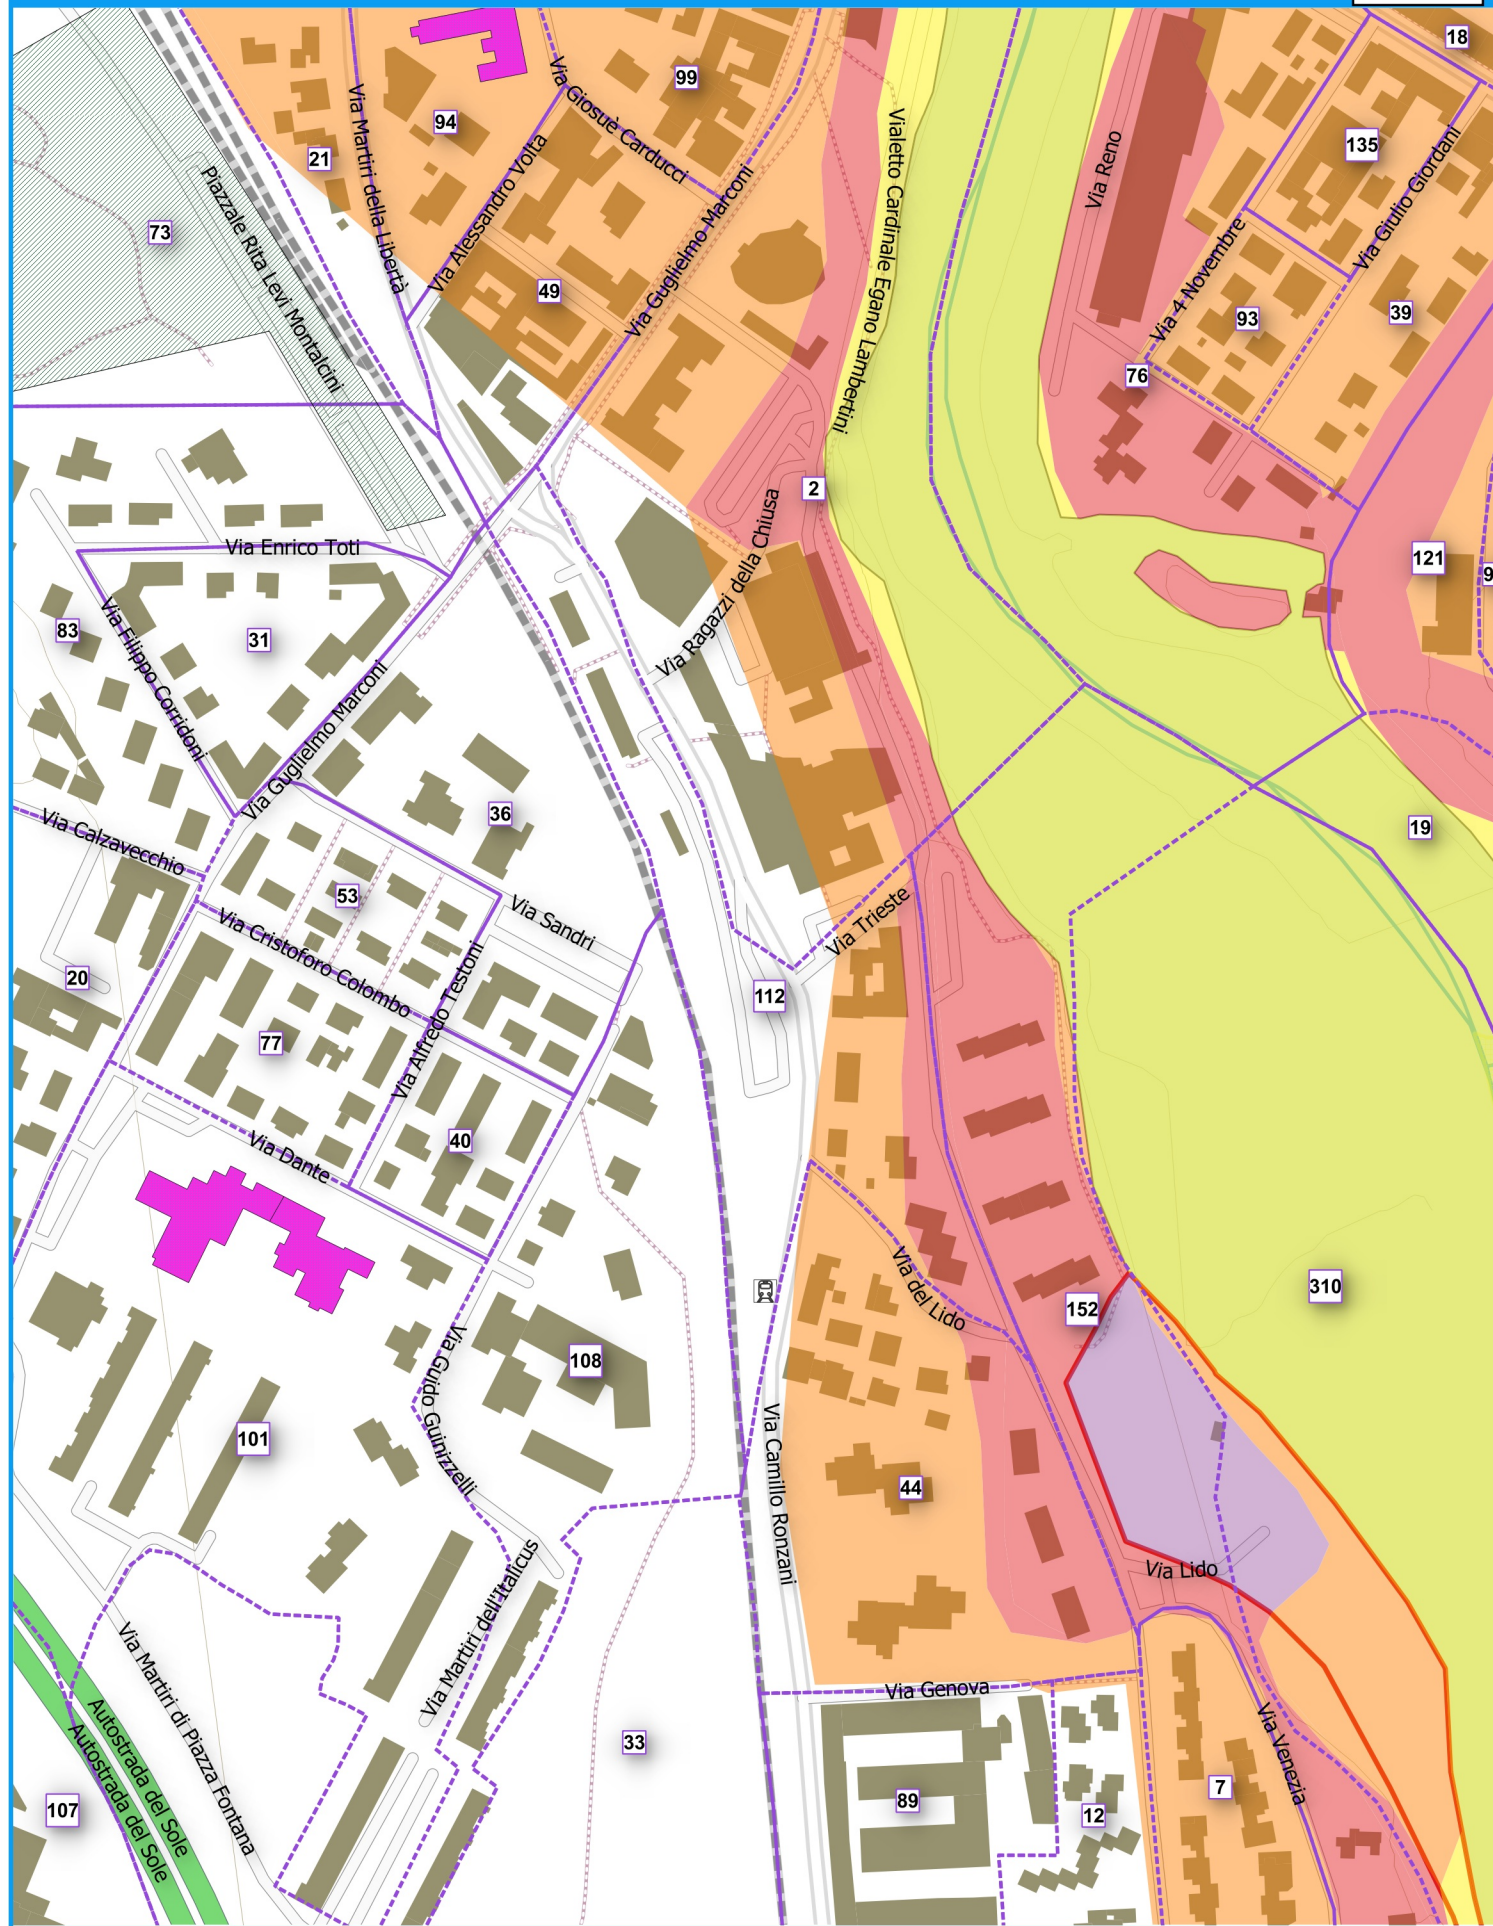 18
99
94
135
21
Via Giosuè Carducci
Via Martiri della Libertà
Via Alessandro Volta
Vialetto Cardinale Egano Lambertini
Via Reno
Via Giulio Giordani
73
Piazzale Rita Levi Montalcini
Via Guglielmo Marconi
49
Via 4 Novembre
93
39
76
2
Via Enrico Toti
Via Ragazzi della Chiusa
121
9
83
31
Via Filippo Corridoni
Via Guglielmo Marconi
36
19
Via Calzavecchio
53
Via Sandri
Via Trieste
Via Cristoforo Colombo
20
112
77
Via Alfredo Testoni
40
Via Dante
Via del Lido
310
152
108
Via Guido Guinizzelli
101
Via Camillo Ronzani
44
Via Lido
Via Martiri dell'Italicus
Via Martiri di Piazza Fontana
Via Genova
33
Via Venezia
Autostrada del Sole
Autostrada del Sole
107
89
12
7